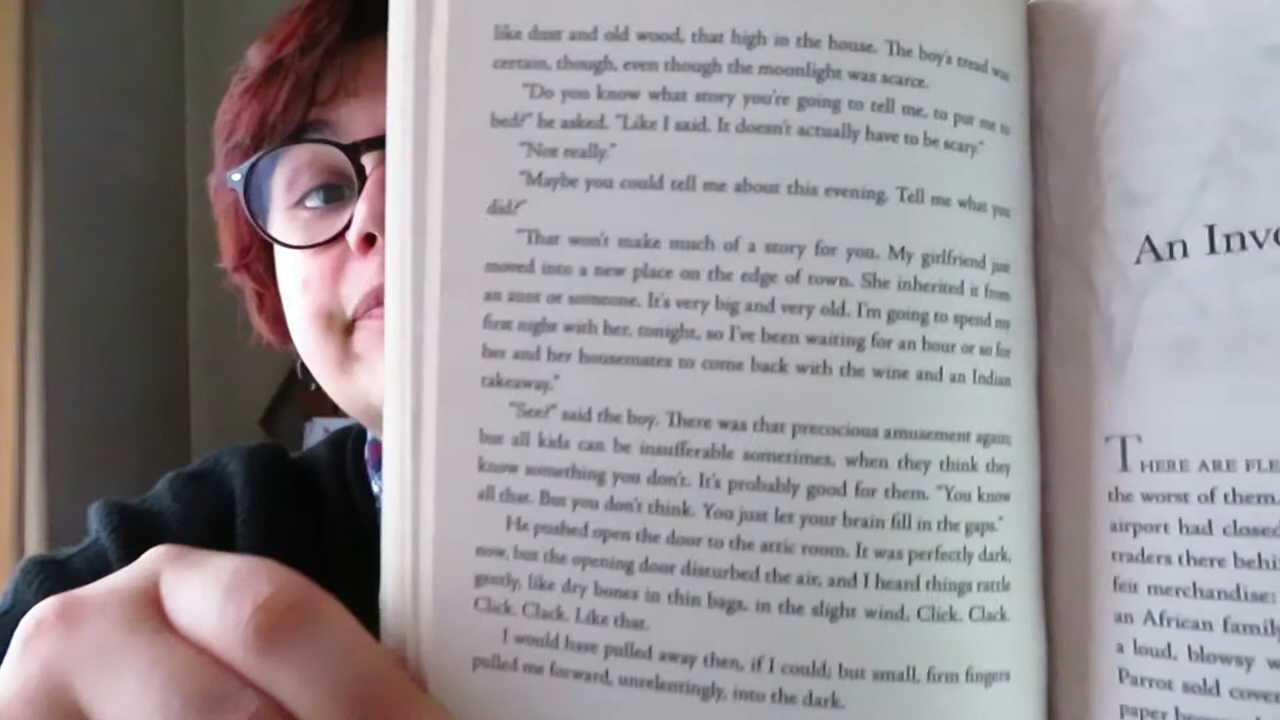 like dust and old wood, that high in the house. The boy's tread was
certain, though, even though the moonlight was scarce.
"Do you know what story you're going to tell me, to put me to
bed?" he asked. "Like I said. It doesn't actually have to be scary."
"Not really."
"Maybe you could tell me about this evening. Tell me what you
did?"
"That won't make much of a story for you. My girlfriend just
moved into a new place on the edge of town. She inherited it from
an aunt or someone. It's very big and very old. I'm going to spend my
first night with her, tonight, so I've been waiting for an hour or so for
her and her housemates to come back with the wine and an Indian
takeaway."
"See?" said the boy. There was that precocious amusement again;
but all kids can be insufferable sometimes, when they think they
know something you don't. It's probably good for them. "You know
all that. But you don't think. You just let your brain fill in the gaps."
He pushed open the door to the attic room. It was perfectly dark,
now, but the opening door disturbed the air, and I heard things rattle
gently, like dry bones in thin bags, in the slight wind. Click. Clack.
Click. Clack. Like that.
I would have pulled away then, if I could; but small, firm fingers
pulled me forward, unrelentingly, into the dark.
An Inv
THERE ARE FLE
the worst of them.
airport had closed
traders there behi
feit merchandise:
an African family
a loud, blowsy w
Parrot sold cover
paper